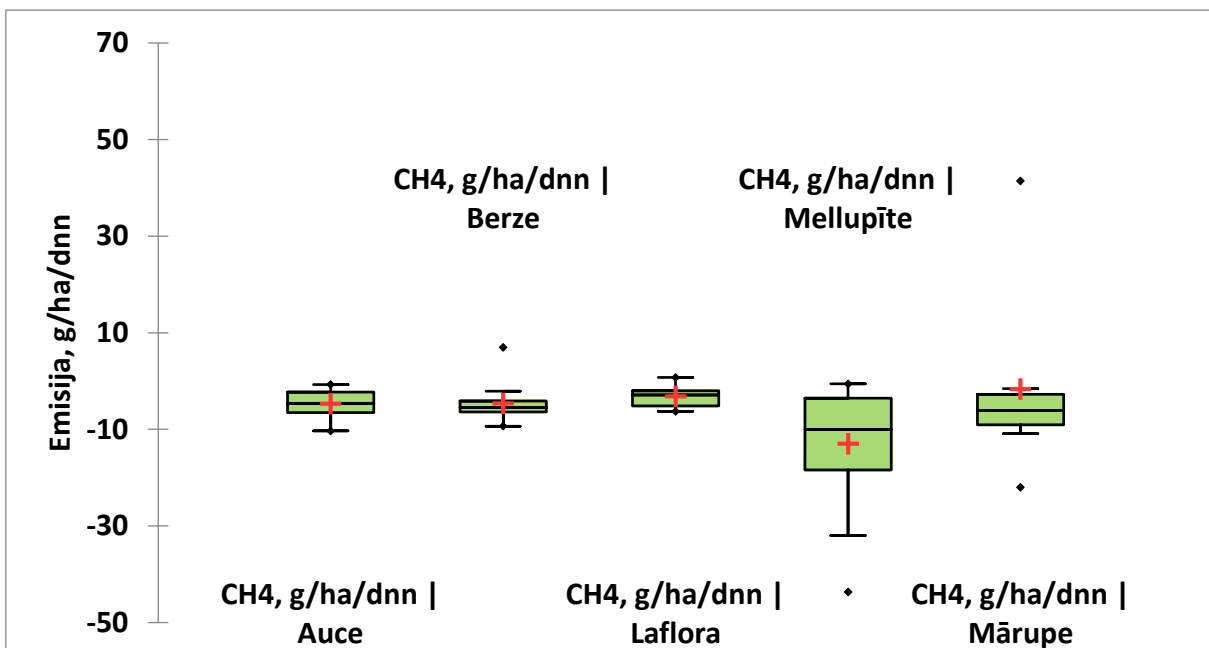 70
50
30
10
-10
-30
-50
Emisija, g/ha/dnn
CH4, g/ha/dnn |
Berze
CH4, g/ha/dnn |
Mellupīte
CH4, g/ha/dnn |
Auce
CH4, g/ha/dnn |
Laflora
CH4, g/ha/dnn |
Mārupe